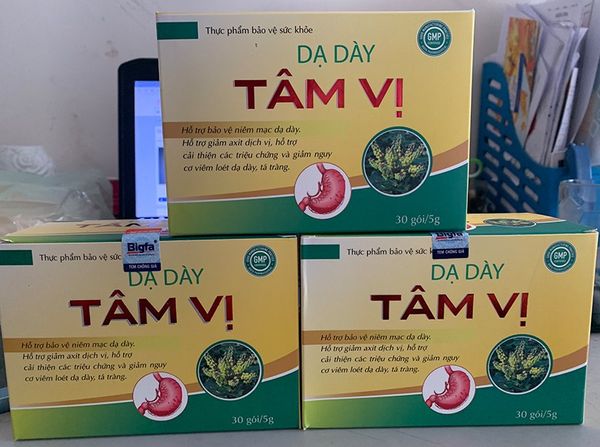 Thực phẩm bảo vệ sức khỏe
DẠ DÀY
TÂM VỊ
GMP
Hỗ trợ bảo vệ niêm mạc dạ dày.
Hỗ trợ giảm axit dịch vị, hỗ trợ
cải thiện các triệu chứng và giảm nguy
cơ viêm loét dạ dày, tá tràng.
30 gói/5g
Thực phẩm bảo vệ sức
Bigfa
TEM CHỐNG GIẢ
DẠ DÀY
TÂM VỊ
GMP
Hỗ trợ bảo vệ niêm mạc dạ dày.
Hỗ trợ giảm axit dịch vị, hỗ trợ
cải thiện các triệu chứng và giảm nguy
cơ viêm loét dạ dày, tá tràng.
30 gói/5g
Thực phẩm bảo vệ sức
Bigfa
TEM CHỐNG GIẢ
DẠ DÀY
TÂM VỊ
GMP
Hỗ trợ bảo vệ niêm mạc dạ dày.
Hỗ trợ giảm axit dịch vị, hỗ trợ
cải thiện các triệu chứng và giảm nguy
cơ viêm loét dạ dày, tá tràng.
30 gói/5g